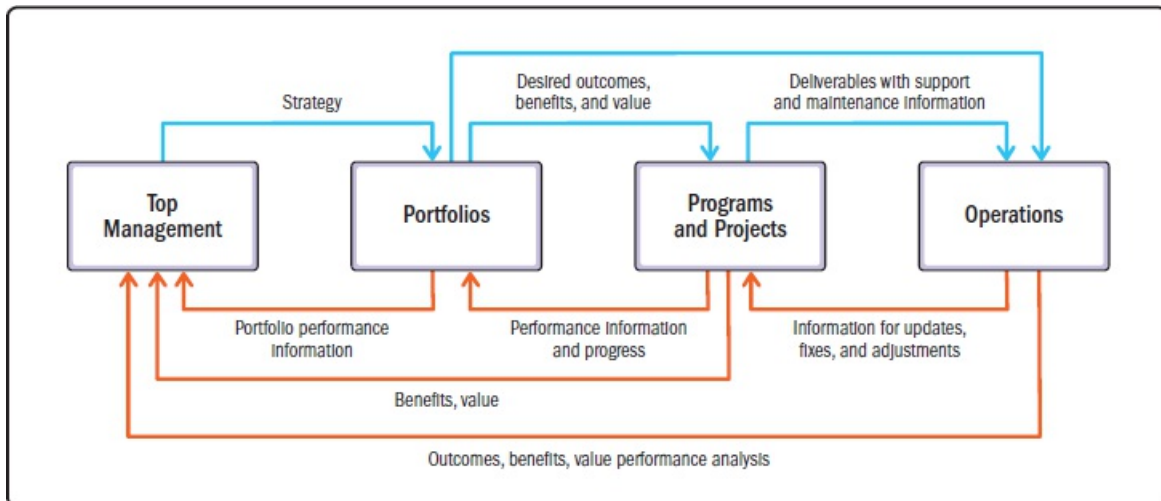 Strategy
Desired outcomes,
benefits, and value
Deliverables with support
and maintenance information
Top
Management
Portfolios
Programs
and Projects
Operations
Portfolio performance
information
Performance information
and progress
Information for updates,
fixes, and adjustments
Benefits, value
Outcomes, benefits, value performance analysis